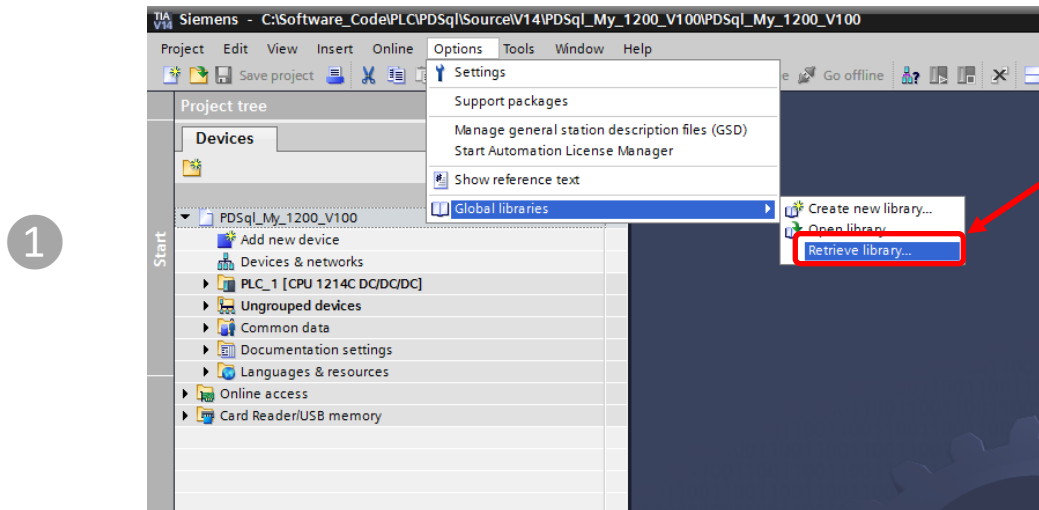 TIA V14 Siemens - C:\Software_Code\PLC\PDSql\Source\V14\PDSql_My_1200_V100\PDSql_My_1200_V100
Project Edit View Insert Online Options Tools Window Help
Save project
Go offline
Settings
Support packages
Manage general station description files (GSD)
Start Automation License Manager
Show reference text
Global libraries
Create new library...
Open library...
Retrieve library...
Project tree
Devices
PDSql_My_1200_V100
Add new device
Devices & networks
PLC_1 [CPU 1214C DC/DC/DC]
Ungrouped devices
Common data
Documentation settings
Languages & resources
Online access
Card Reader/USB memory
Start
1